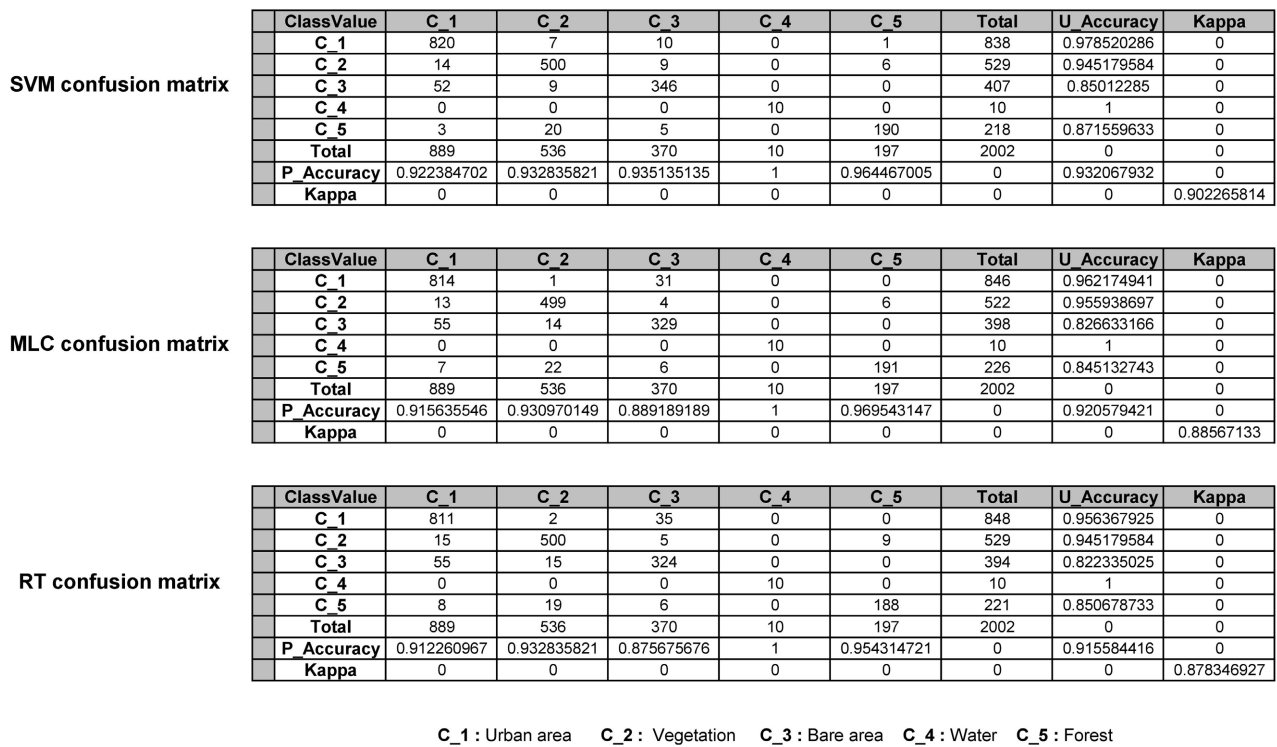 ClassValue C_1 C_2 C_3 C_4 C_5 Total U_Accuracy Kappa
C_1 820 7 10 0 1 838 0.978520286 0
C_2 14 500 9 0 6 529 0.945179584 0
SVM confusion matrix
C_3 52 9 346 0 0 407 0.85012285 0
C_4 0 0 0 10 0 10 1 0
C_5 3 20 5 0 190 218 0.871559633 0
Total 889 536 370 10 197 2002 0 0
P_Accuracy 0.922384702 0.932835821 0.935135135 1 0.964467005 0 0.932067932 0
Kappa 0 0 0 0 0 0 0 0.902265814
ClassValue C_1 C_2 C_3 C_4 C_5 Total U_Accuracy Kappa
C_1 814 1 31 0 0 846 0.962174941 0
C_2 13 499 4 0 6 522 0.955938697 0
C_3 55 14 329 0 0 398 0.826633166 0
MLC confusion matrix
C_4 0 0 0 10 0 10 1 0
C_5 7 22 6 0 191 226 0.845132743 0
Total 889 536 370 10 197 2002 0 0
P_Accuracy 0.915635546 0.930970149 0.889189189 1 0.969543147 0 0.920579421 0
Kappa 0 0 0 0 0 0 0 0.88567133
ClassValue C_1 C_2 C_3 C_4 C_5 Total U_Accuracy Kappa
C_1 811 2 35 0 0 848 0.956367925 0
C_2 15 500 5 0 9 529 0.945179584 0
C_3 55 15 324 0 0 394 0.822335025 0
RT confusion matrix
C_4 0 0 0 10 0 10 1 0
C_5 8 19 6 0 188 221 0.850678733 0
Total 889 536 370 10 197 2002 0 0
P_Accuracy 0.912260967 0.932835821 0.875675676 1 0.954314721 0 0.915584416 0
Kappa 0 0 0 0 0 0 0 0.878346927
C_1 : Urban area C_2 : Vegetation C_3 : Bare area C_4 : Water C_5 : Forest